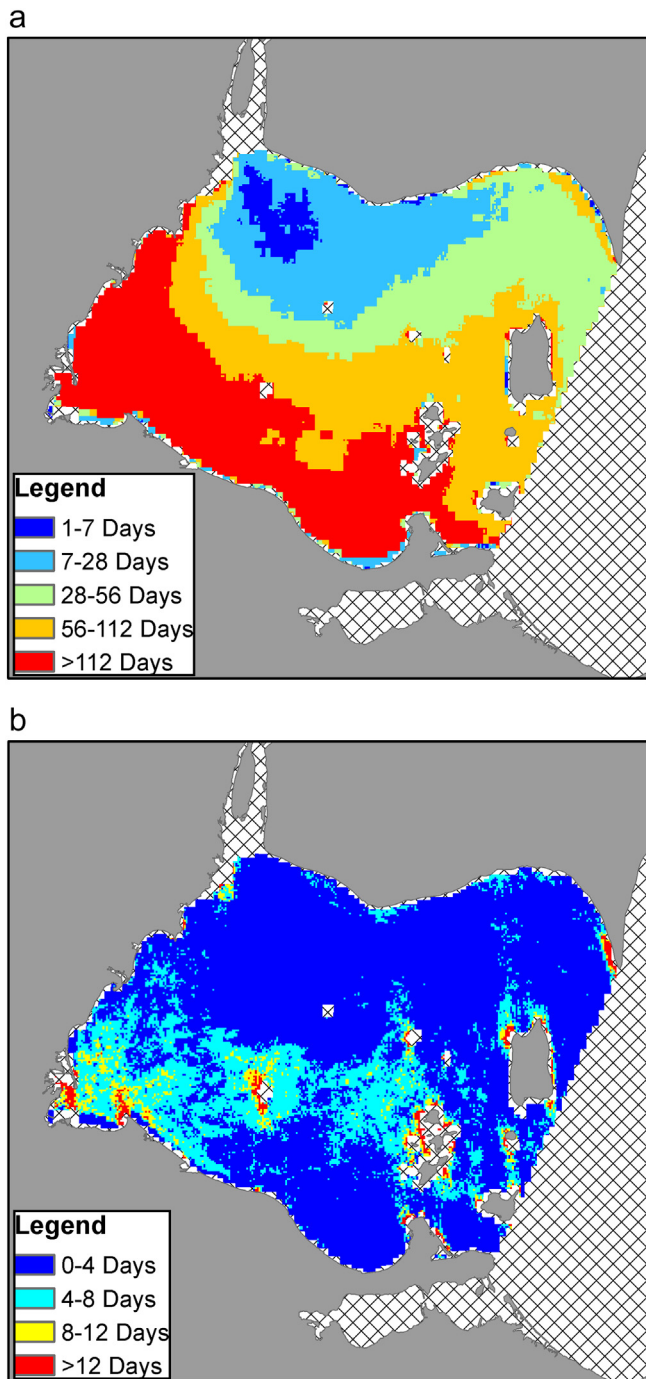 a
Legend
1-7 Days
7-28 Days
28-56 Days
56-112 Days
>112 Days
b
Legend
0-4 Days
4-8 Days
8-12 Days
>12 Days